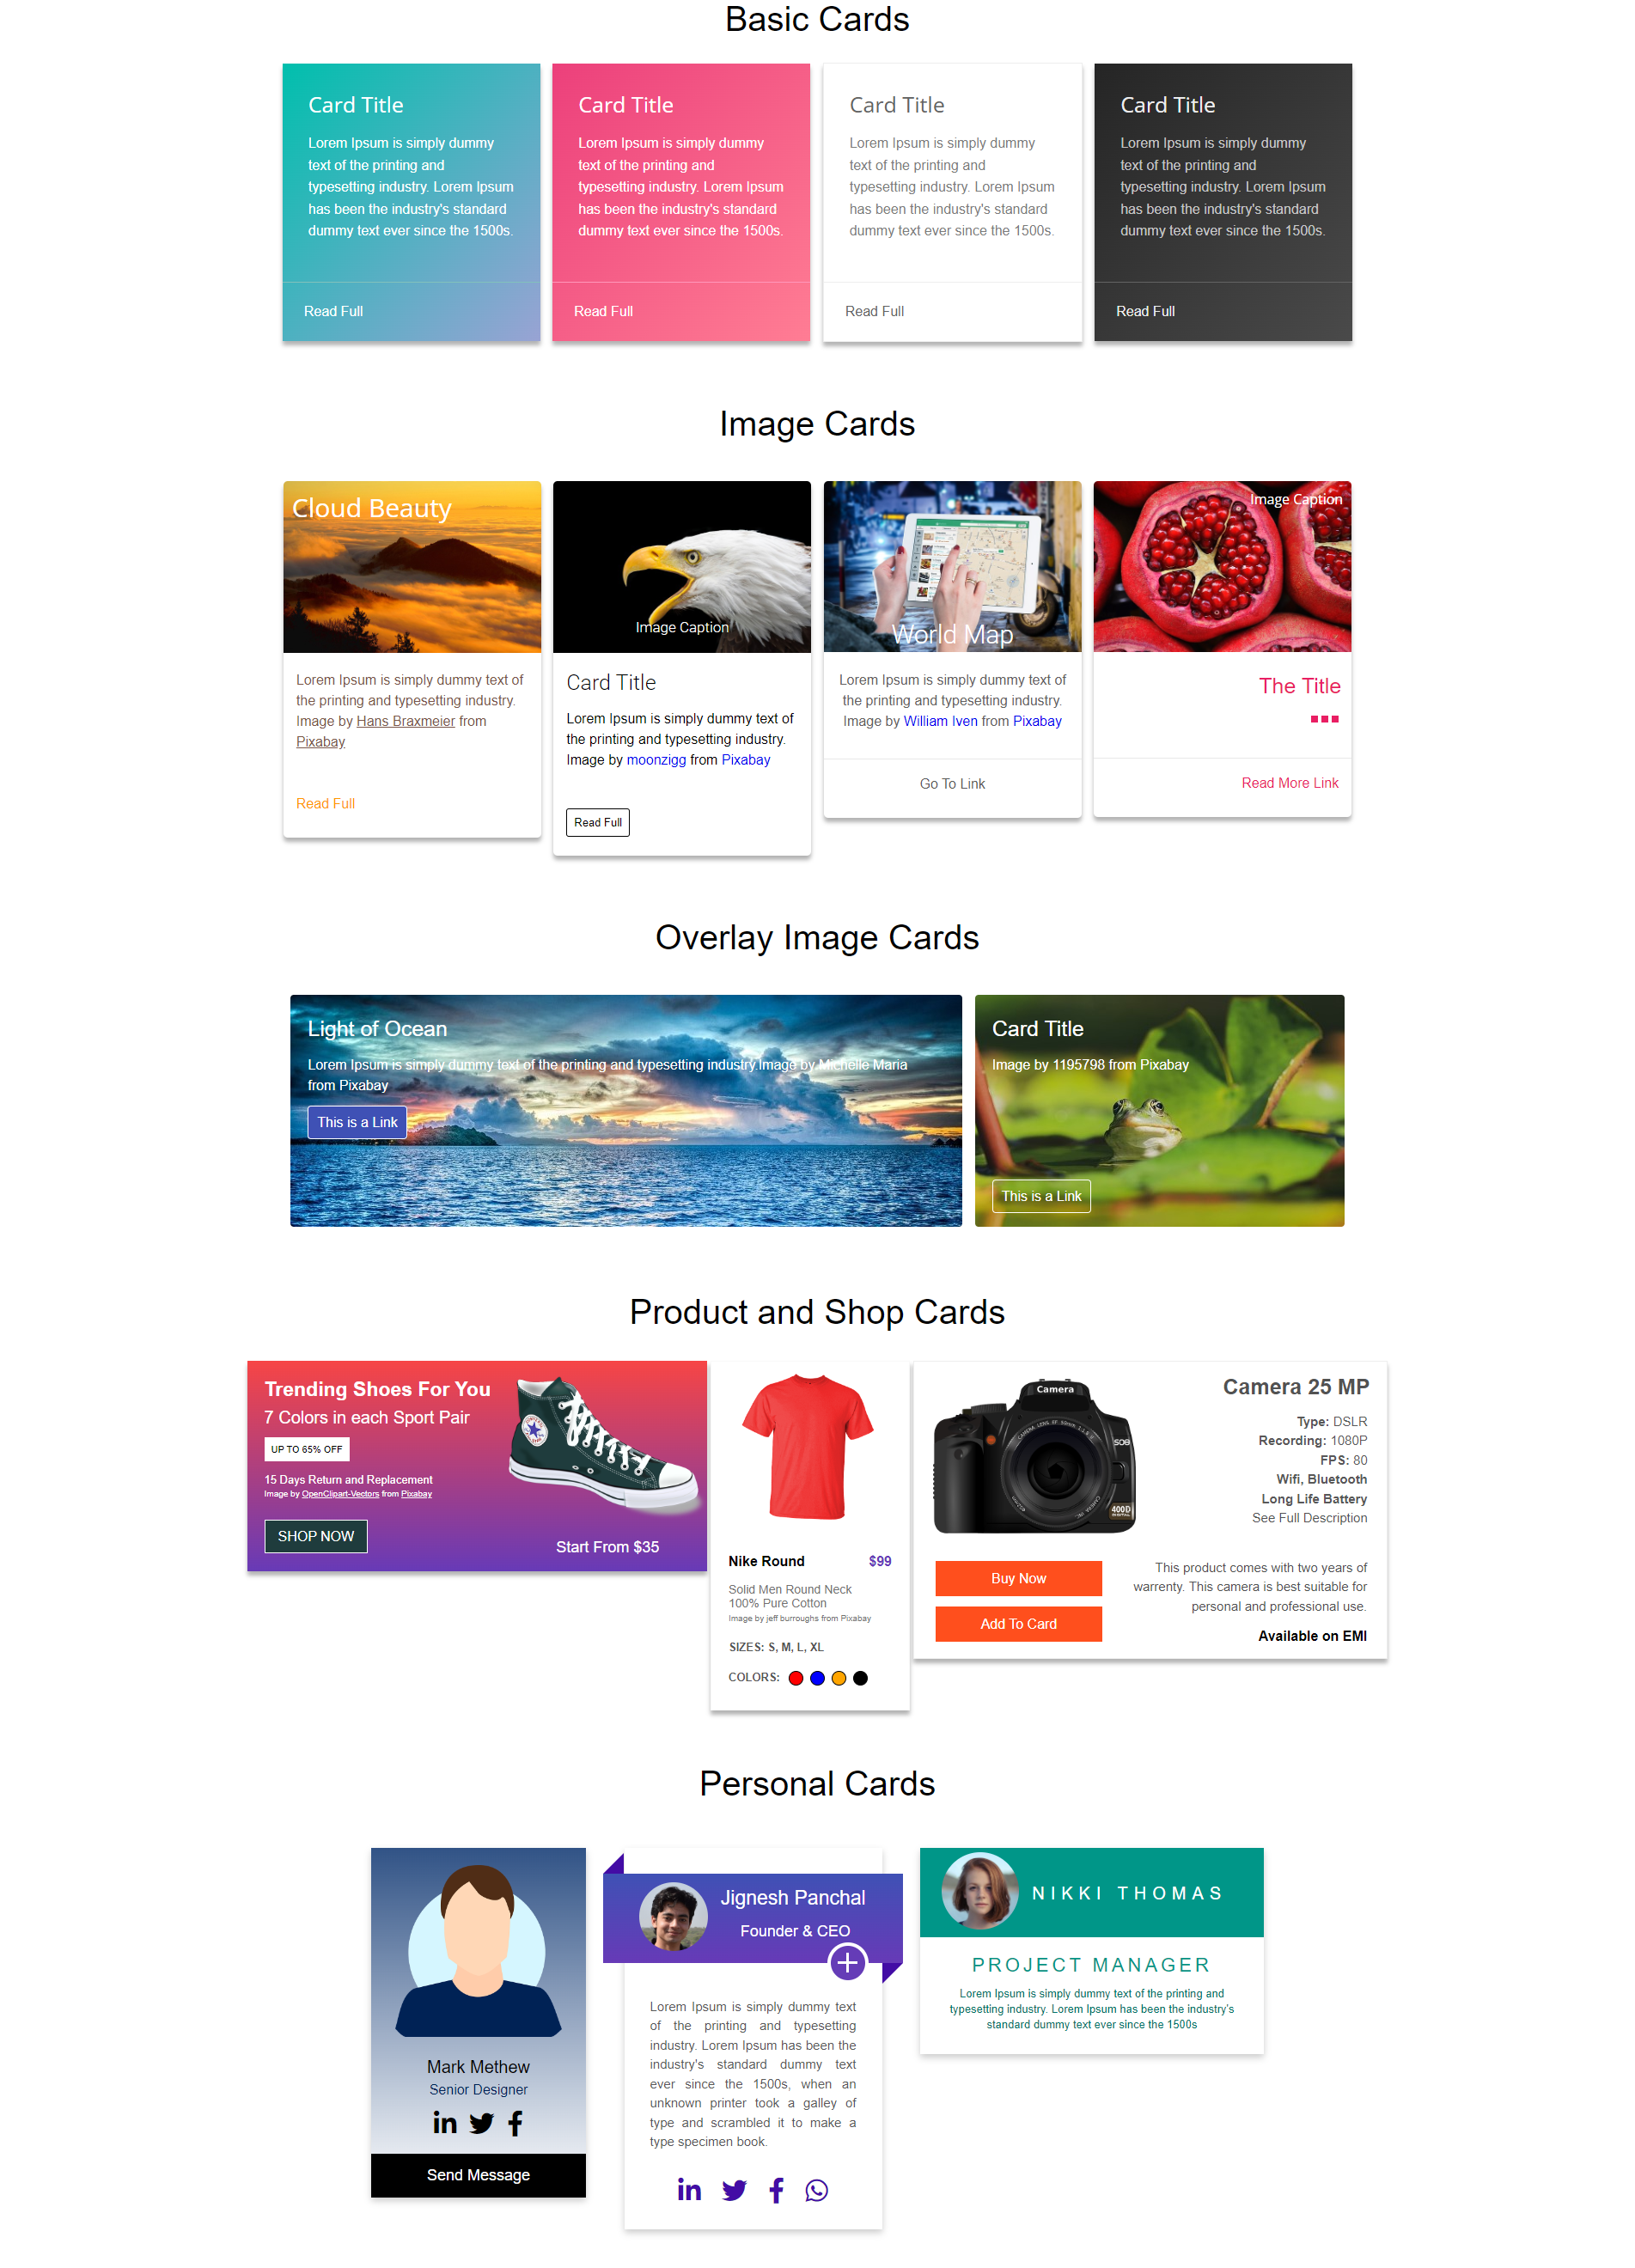 Basic Cards
Card Title
Lorem Ipsum is simply dummy
text of the printing and
typesetting industry. Lorem Ipsum
has been the industry's standard
dummy text ever since the 1500s.
Read Full
Card Title
Lorem Ipsum is simply dummy
text of the printing and
typesetting industry. Lorem Ipsum
has been the industry's standard
dummy text ever since the 1500s.
Read Full
Card Title
Lorem Ipsum is simply dummy
text of the printing and
typesetting industry. Lorem Ipsum
has been the industry's standard
dummy text ever since the 1500s.
Read Full
Card Title
Lorem Ipsum is simply dummy
text of the printing and
typesetting industry. Lorem Ipsum
has been the industry's standard
dummy text ever since the 1500s.
Read Full
Image Cards
Cloud Beauty
Lorem Ipsum is simply dummy text of
the printing and typesetting industry.
Image by Hans Braxmeier from
Pixabay
Read Full
Image Caption
Card Title
Lorem Ipsum is simply dummy text of
the printing and typesetting industry.
Image by moonzigg from Pixabay
Read Full
World Map
Lorem Ipsum is simply dummy text of
the printing and typesetting industry.
Image by William Iven from Pixabay
Go To Link
Image Caption
The Title
Read More Link
Overlay Image Cards
Light of Ocean
Lorem Ipsum is simply dummy text of the printing and typesetting industry.Image by Michelle Maria
from Pixabay
This is a Link
Card Title
Image by 1195798 from Pixabay
This is a Link
Product and Shop Cards
Trending Shoes For You
7 Colors in each Sport Pair
UP TO 65% OFF
15 Days Return and Replacement
Image by OpenClipart-Vectors from Pixabay
SHOP NOW
Start From $35
Nike Round $99
Solid Men Round Neck
100% Pure Cotton
Image by jeff burroughs from Pixabay
SIZES: S, M, L, XL
COLORS:
Camera
400D
Camera 25 MP
Type: DSLR
Recording: 1080P
FPS: 80
Wifi, Bluetooth
Long Life Battery
See Full Description
Buy Now
Add To Card
This product comes with two years of
warrenty. This camera is best suitable for
personal and professional use.
Available on EMI
Personal Cards
Mark Methew
Senior Designer
Send Message
Jignesh Panchal
Founder & CEO
Lorem Ipsum is simply dummy text
of the printing and typesetting
industry. Lorem Ipsum has been the
industry's standard dummy text
ever since the 1500s, when an
unknown printer took a galley of
type and scrambled it to make a
type specimen book.
NIKKI THOMAS
PROJECT MANAGER
Lorem Ipsum is simply dummy text of the printing and
typesetting industry. Lorem Ipsum has been the industry's
standard dummy text ever since the 1500s